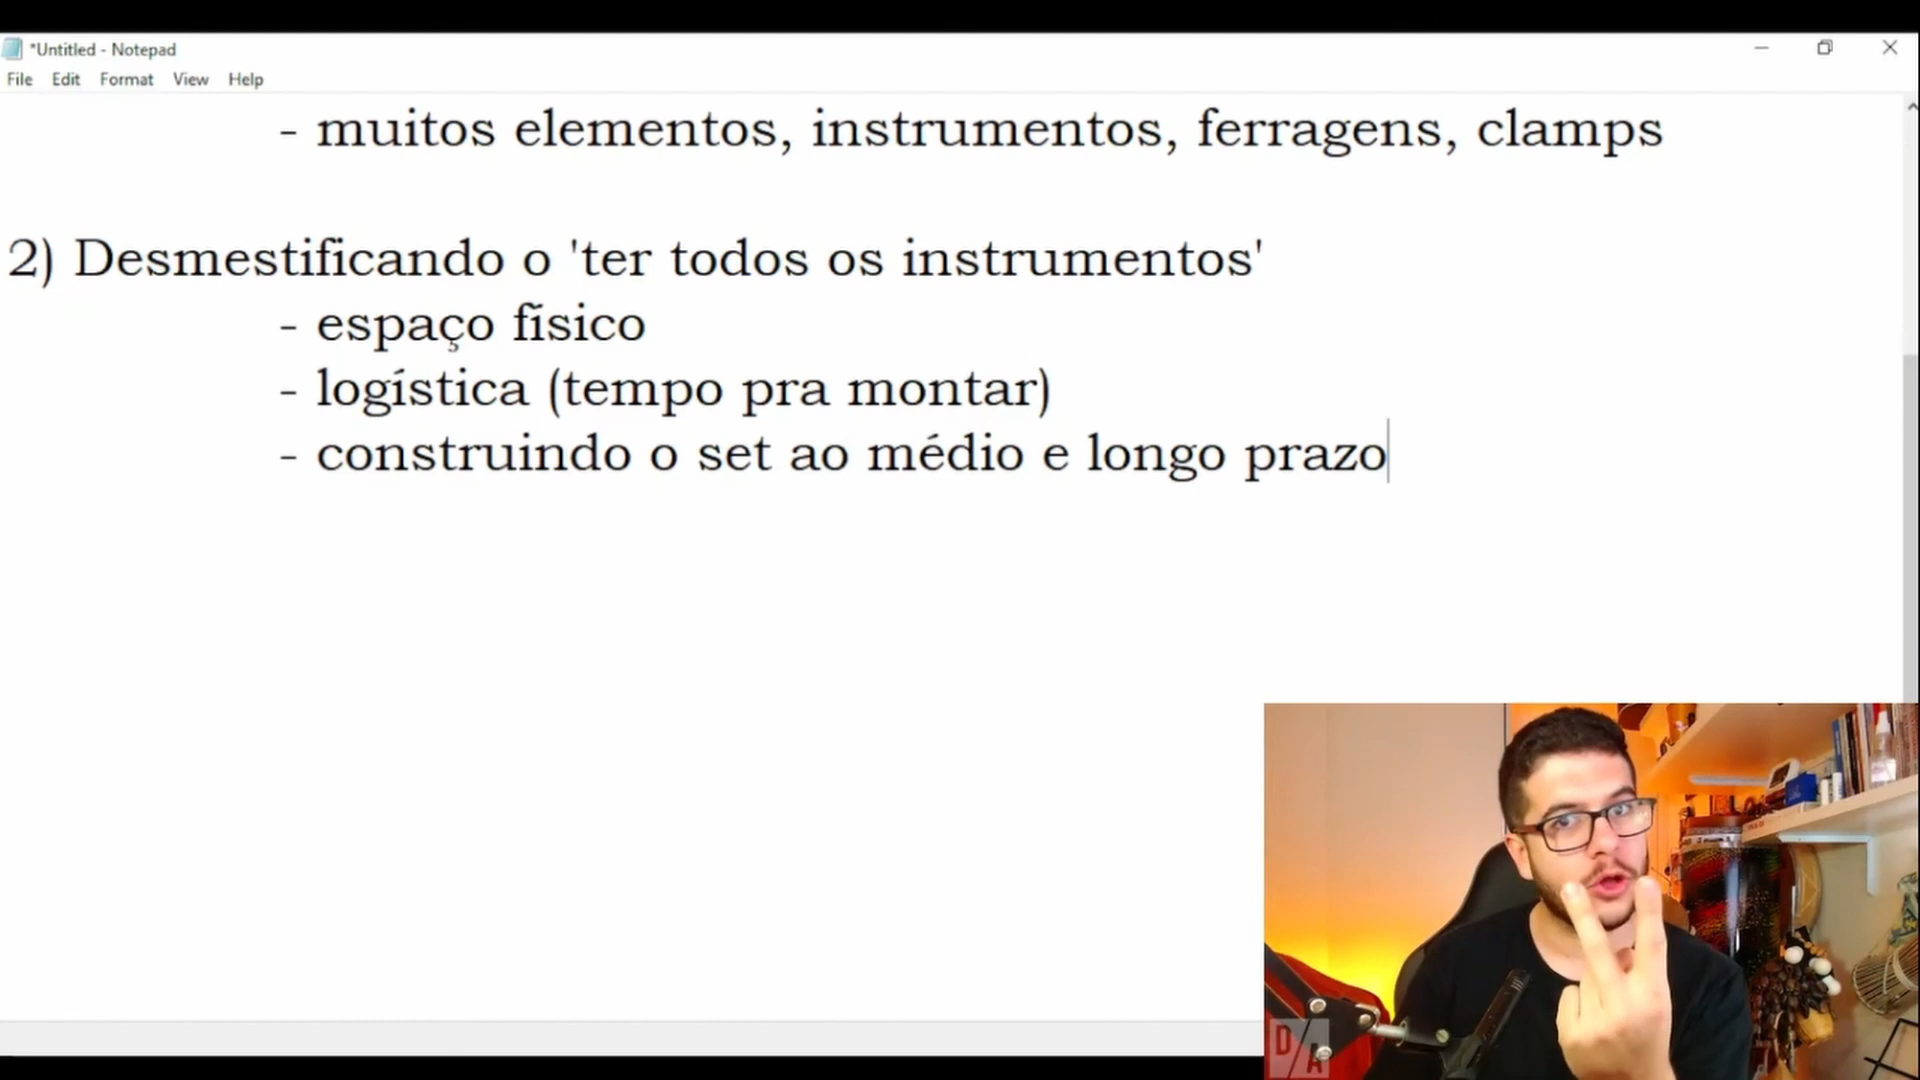 *Untitled - Notepad
File Edit Format View Help
- muitos elementos, instrumentos, ferragens, clamps
2) Desmestificando o 'ter todos os instrumentos'
- espaço físico
- logística (tempo pra montar)
- construindo o set ao médio e longo prazo
D/A